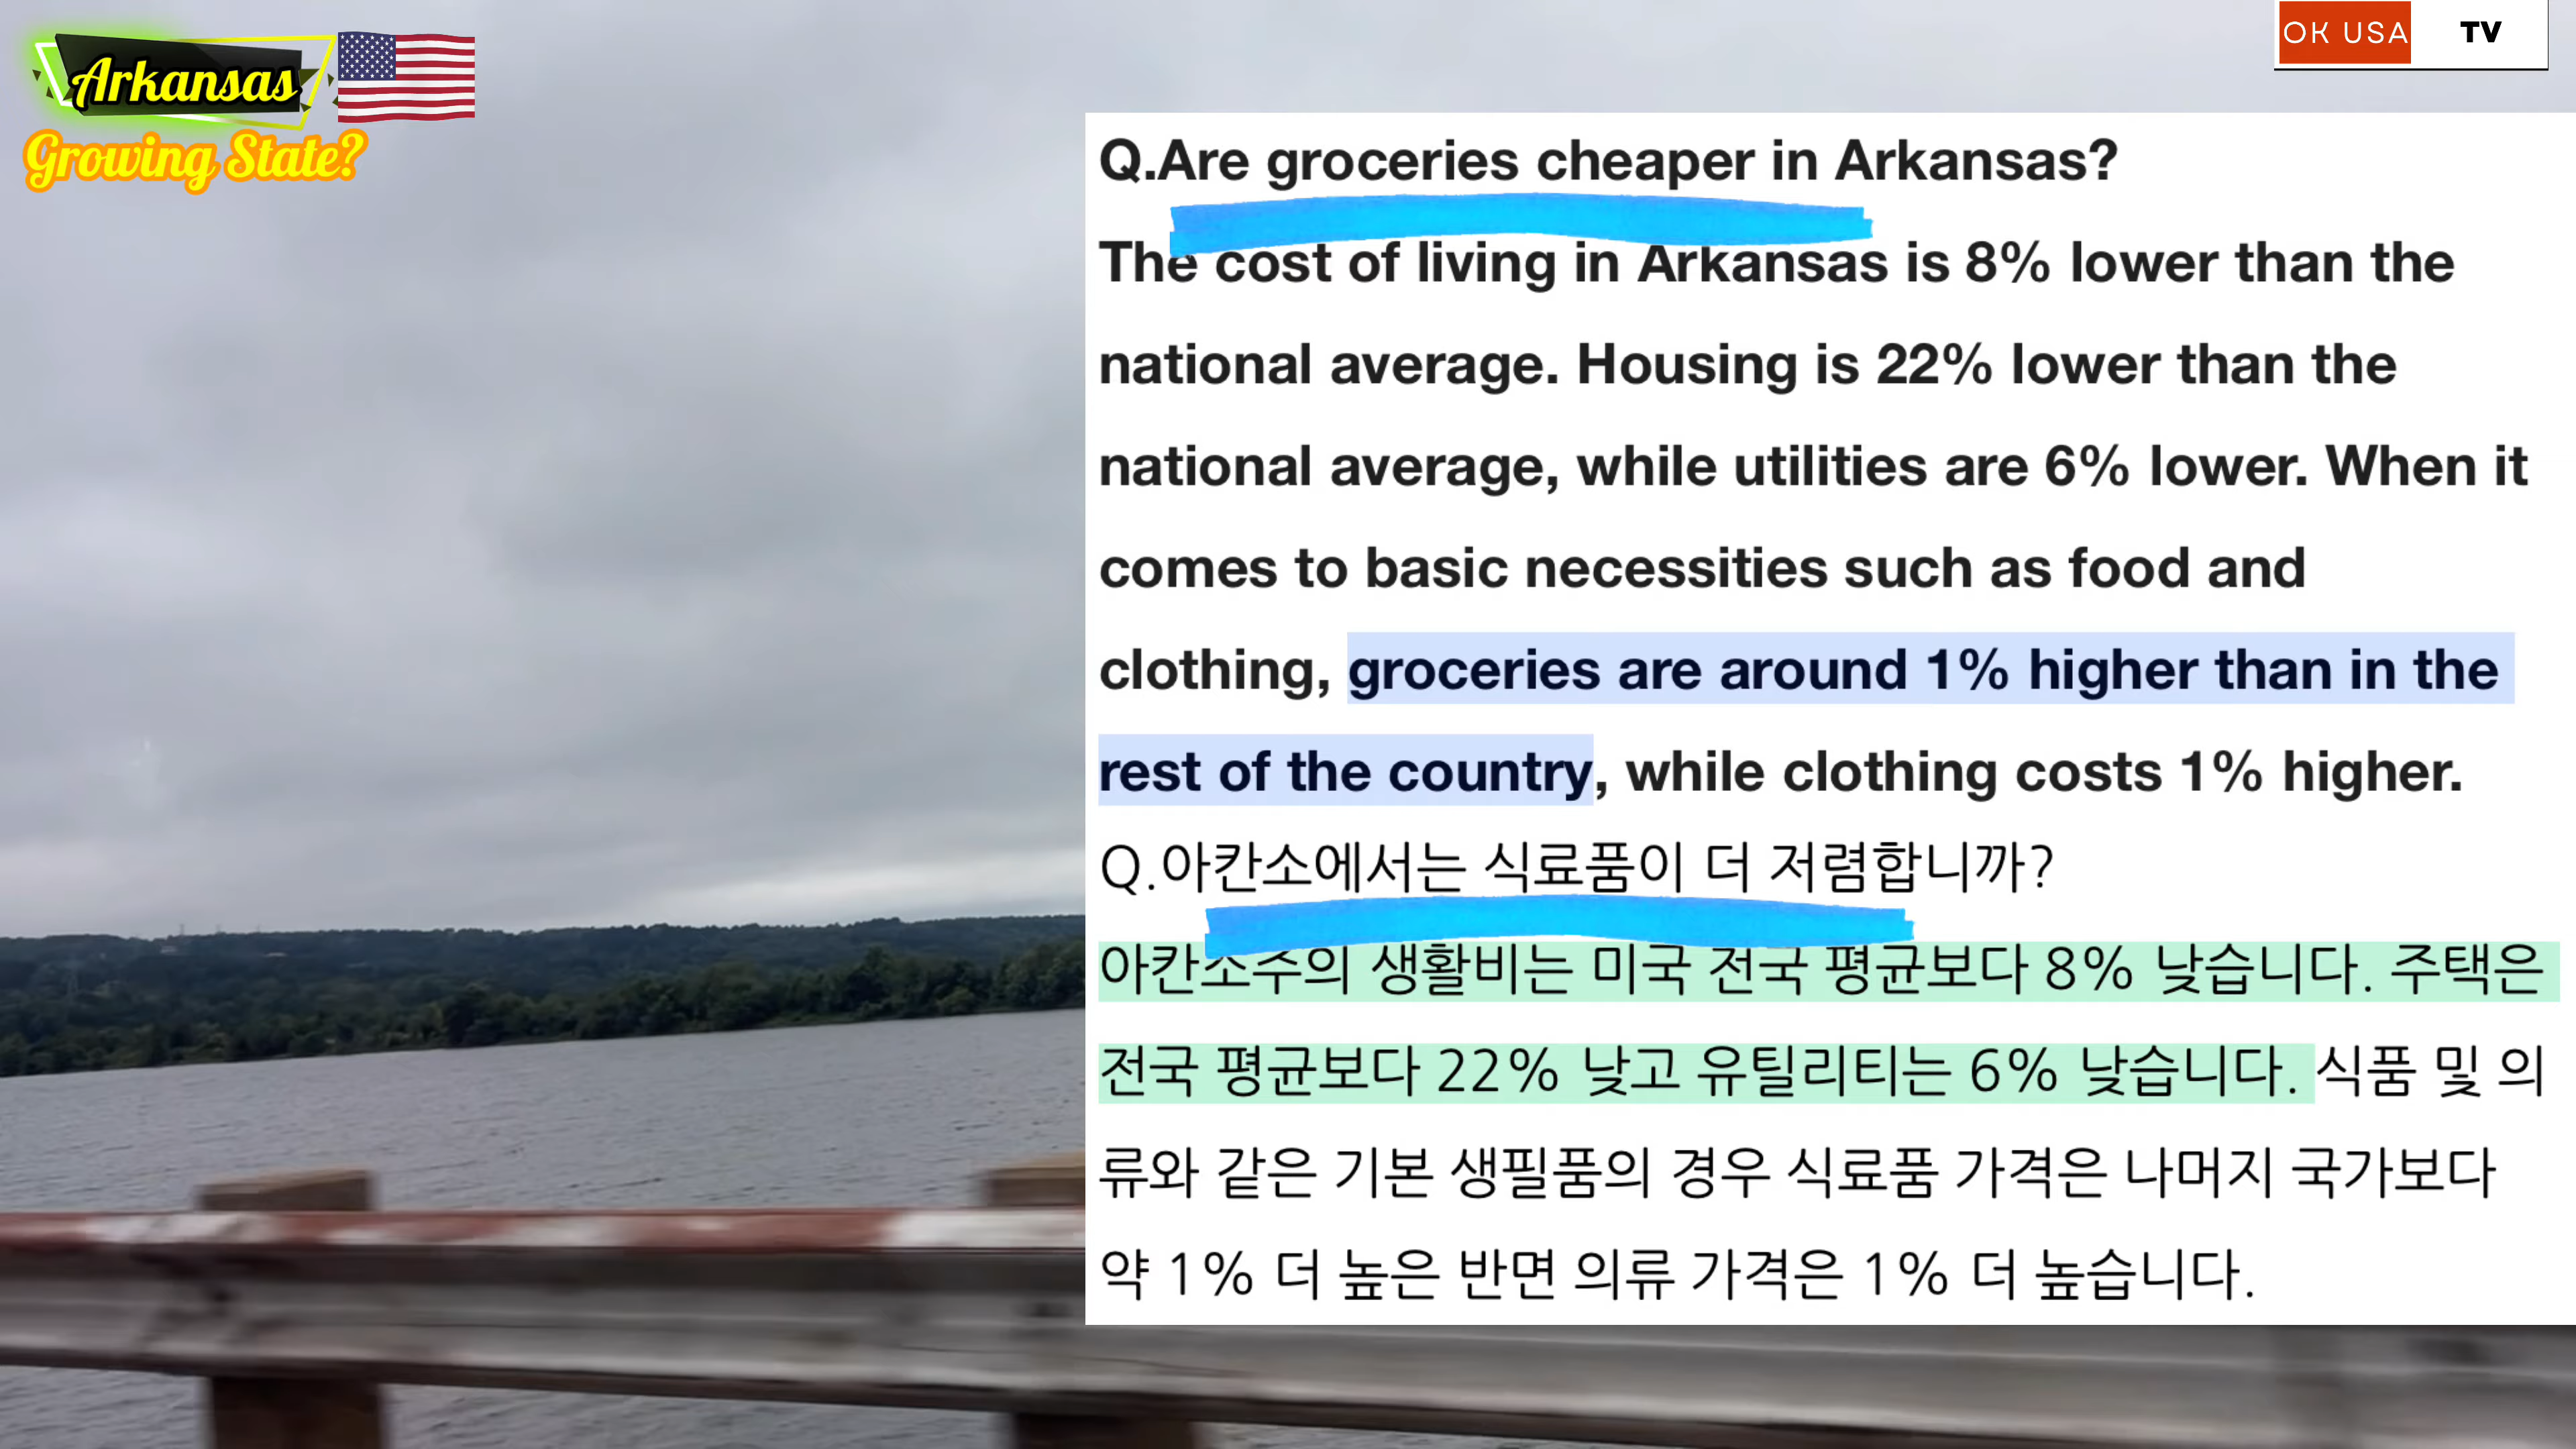 Arkansas
Growing State?
OK USA TV
Q.Are groceries cheaper in Arkansas?
The cost of living in Arkansas is 8% lower than the
national average. Housing is 22% lower than the
national average, while utilities are 6% lower. When it
comes to basic necessities such as food and
clothing, groceries are around 1% higher than in the
rest of the country, while clothing costs 1% higher.
Q.아칸소에서는 식료품이 더 저렴합니까?
아칸소주의 생활비는 미국 전국 평균보다 8% 낮습니다. 주택은
전국 평균보다 22% 낮고 유틸리티는 6% 낮습니다. 식품 및 의
류와 같은 기본 생필품의 경우 식료품 가격은 나머지 국가보다
약 1% 더 높은 반면 의류 가격은 1% 더 높습니다.